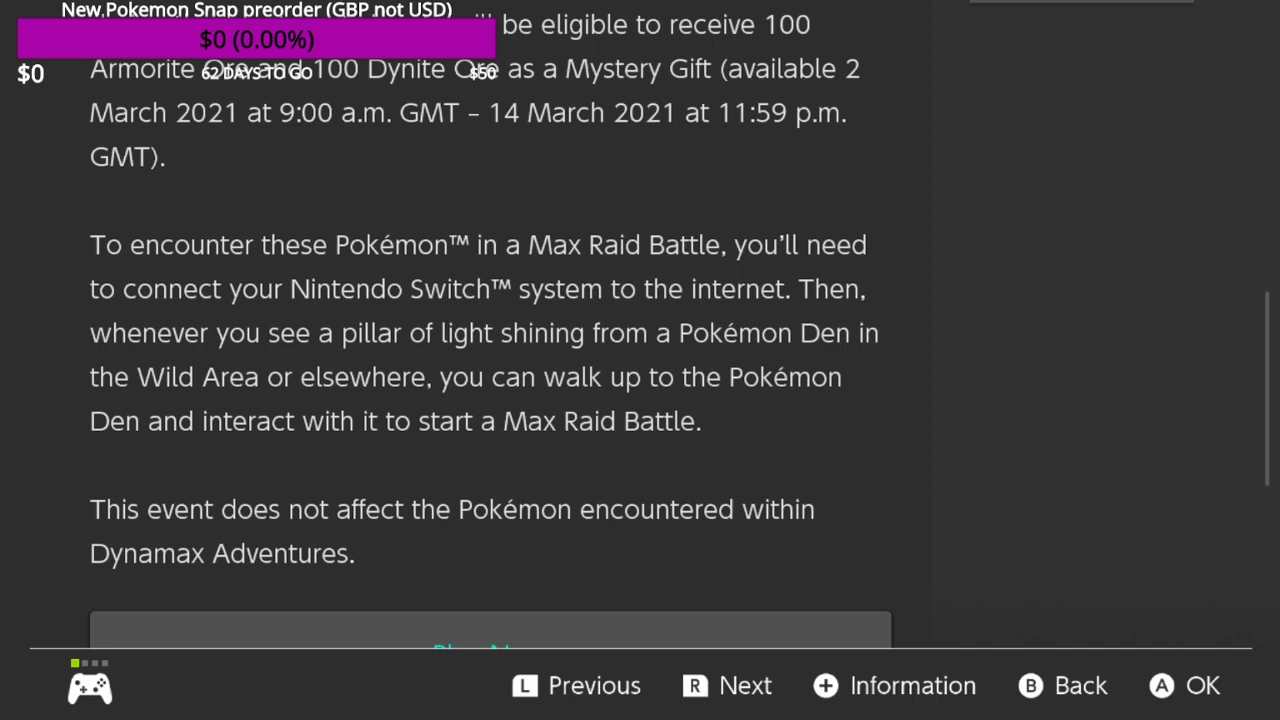 New Pokemon Snap preorder (GBP not USD)
$0 (0.00%)
$0 62 DAYS TO GO $50
be eligible to receive 100
Armorite Ore and 100 Dynite Ore as a Mystery Gift (available 2
March 2021 at 9:00 a.m. GMT – 14 March 2021 at 11:59 p.m.
GMT).
To encounter these Pokémon™ in a Max Raid Battle, you’ll need
to connect your Nintendo Switch™ system to the internet. Then,
whenever you see a pillar of light shining from a Pokémon Den in
the Wild Area or elsewhere, you can walk up to the Pokémon
Den and interact with it to start a Max Raid Battle.
This event does not affect the Pokémon encountered within
Dynamax Adventures.
L Previous R Next + Information B Back A OK